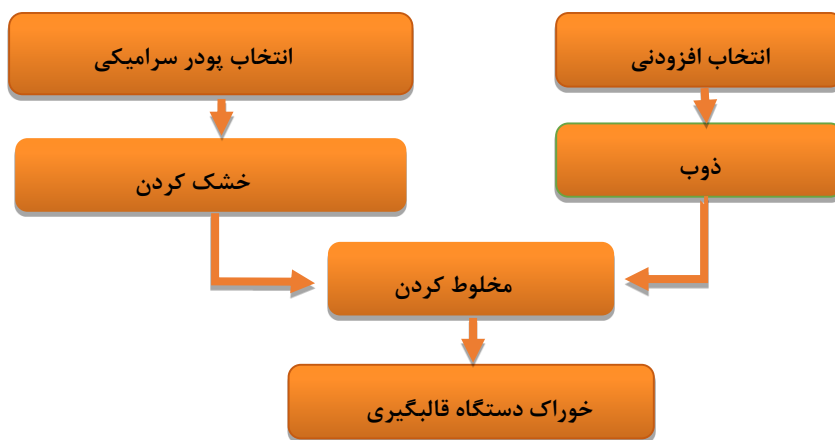 انتخاب پودر سرامیکی
انتخاب افزودنی
خشک کردن
ذوب
مخلوط کردن
خوراک دستگاه قالبگیری